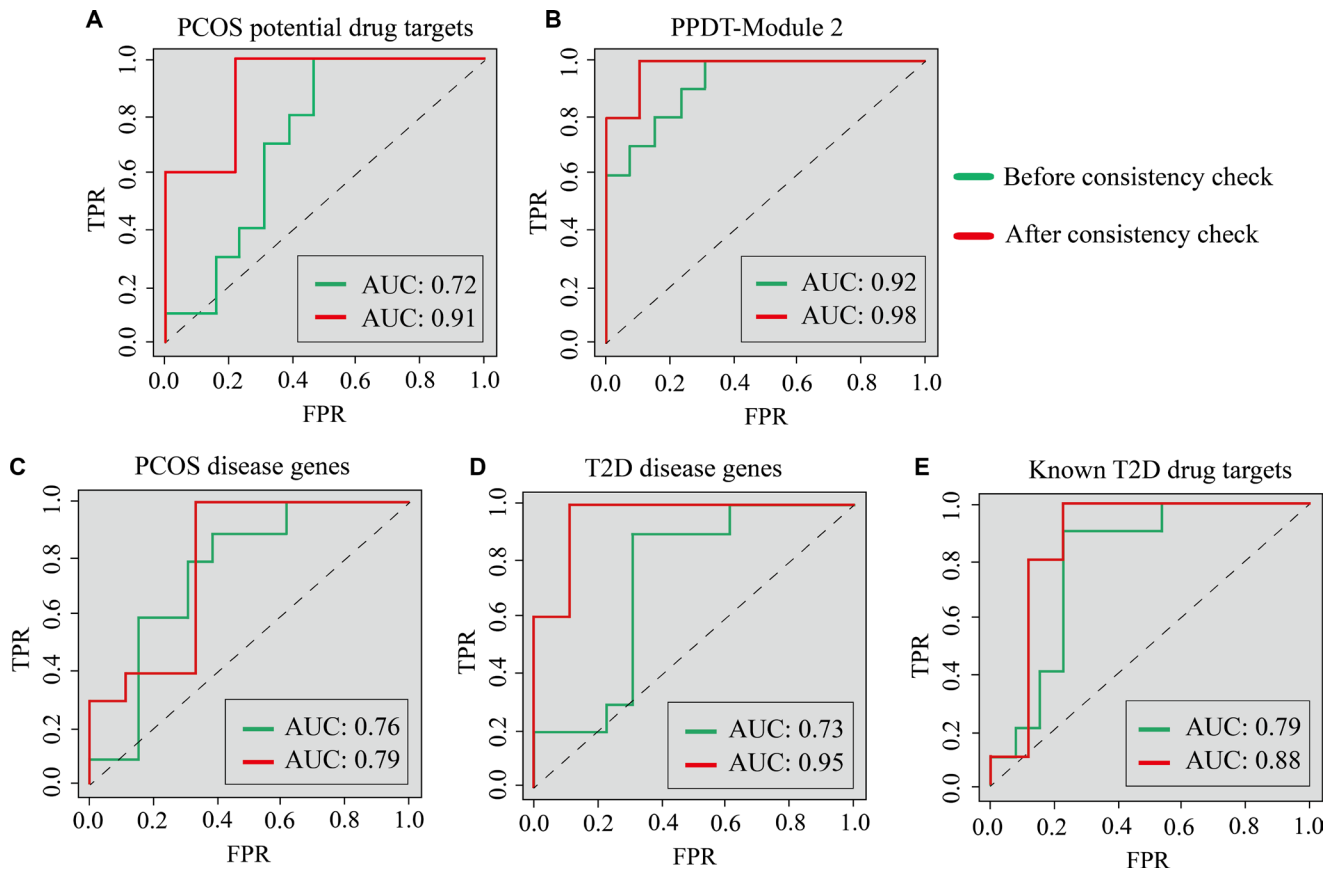 A
PCOS potential drug targets
1.0
0.8
0.6
0.4
0.2
0.0
TPR
AUC: 0.72
AUC: 0.91
0.0 0.2 0.4 0.6 0.8 1.0
FPR
B
PPDT-Module 2
1.0
0.8
0.6
0.4
0.2
0.0
TPR
AUC: 0.92
AUC: 0.98
0.0 0.2 0.4 0.6 0.8 1.0
FPR
Before consistency check
After consistency check
C
PCOS disease genes
1.0
0.8
0.6
0.4
0.2
0.0
TPR
AUC: 0.76
AUC: 0.79
0.0 0.2 0.4 0.6 0.8 1.0
FPR
D
T2D disease genes
1.0
0.8
0.6
0.4
0.2
0.0
TPR
AUC: 0.73
AUC: 0.95
0.0 0.2 0.4 0.6 0.8 1.0
FPR
E
Known T2D drug targets
1.0
0.8
0.6
0.4
0.2
0.0
TPR
AUC: 0.79
AUC: 0.88
0.0 0.2 0.4 0.6 0.8 1.0
FPR